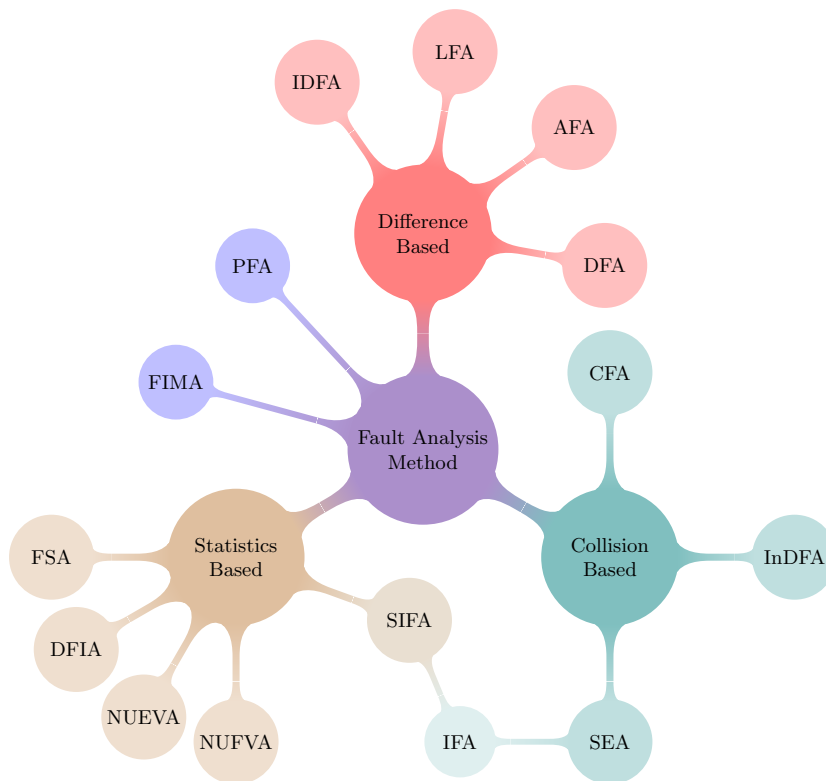 LFA
IDFA
AFA
Difference
Based
PFA
DFA
CFA
FIMA
Fault Analysis
Method
FSA
Statistics
Based
Collision
Based
InDFA
SIFA
DFIA
NUEVA
NUFVA
IFA
SEA